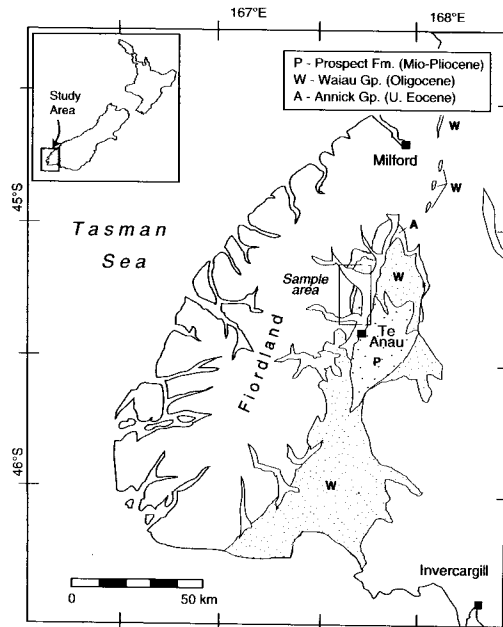 167°E
168°E
Study
Area
P - Prospect Fm. (Mio-Pliocene)
W - Waiau Gp. (Oligocene)
A - Annick Gp. (U. Eocene)
W
Milford
W
45°S
A
Tasman
Sea
Sample
area
W
Te
Anau
P
Fiordland
46°S
W
Invercargill
0
50 km